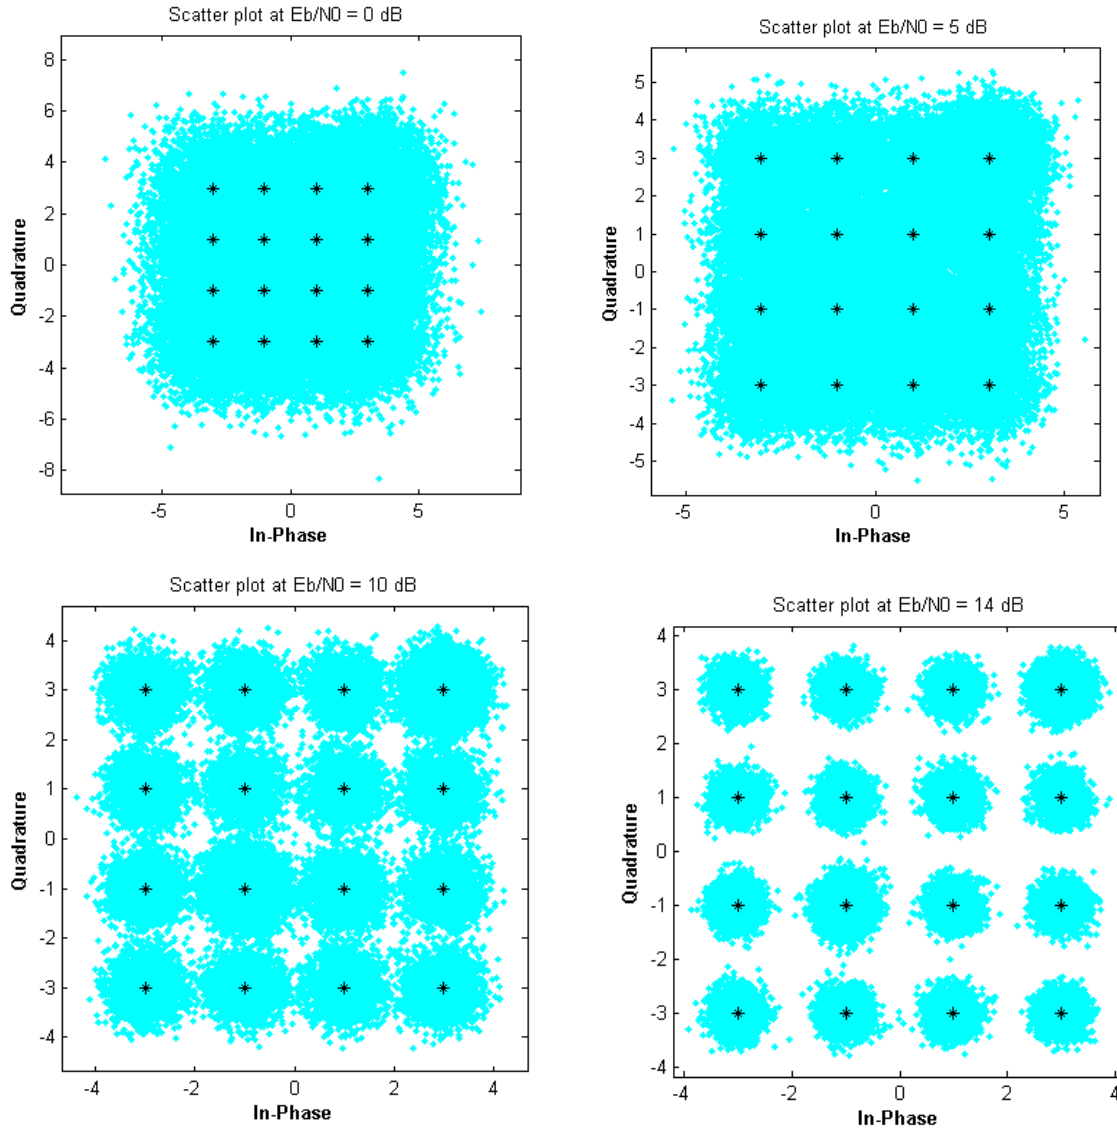 Scatter plot at Eb/N0 = 0 dB
8
6
4
2
0
-2
-4
-6
-8
Quadrature
-5 0 5
In-Phase
Scatter plot at Eb/N0 = 5 dB
5
4
3
2
1
0
-1
-2
-3
-4
-5
Quadrature
-5 0 5
In-Phase
Scatter plot at Eb/N0 = 10 dB
4
3
2
1
0
-1
-2
-3
-4
Quadrature
-4 -2 0 2 4
In-Phase
Scatter plot at Eb/N0 = 14 dB
4
3
2
1
0
-1
-2
-3
-4
Quadrature
-4 -2 0 2 4
In-Phase